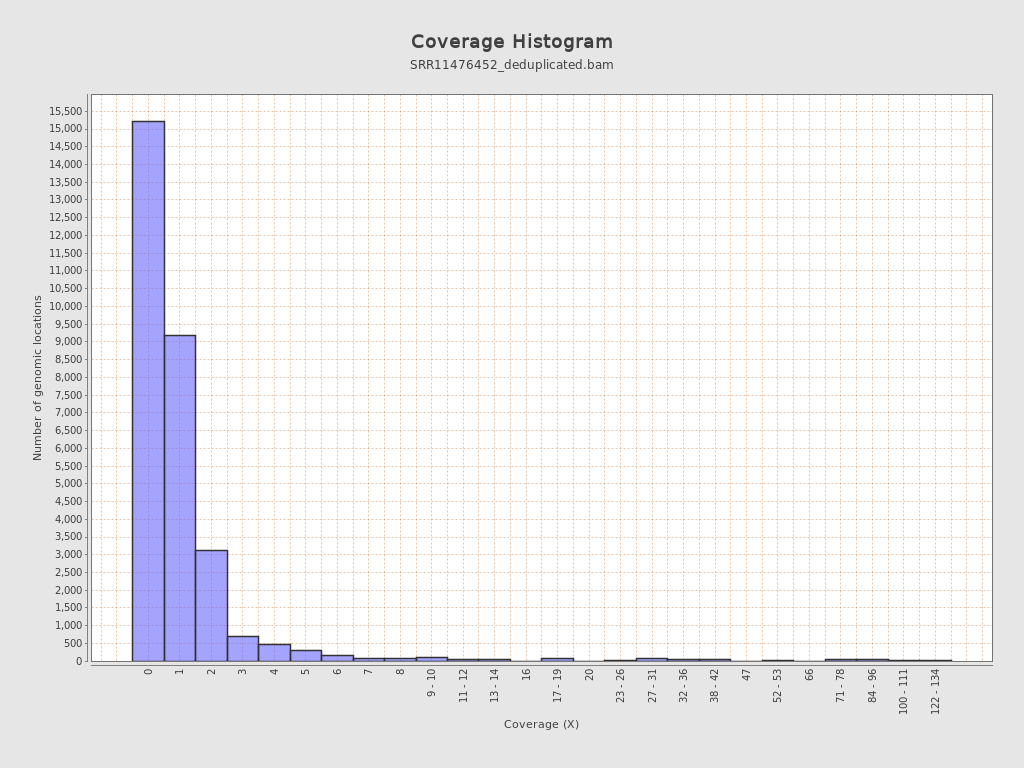 Coverage Histogram
SRR11476452_deduplicated.bam
Number of genomic locations
15,500
15,000
14,500
14,000
13,500
13,000
12,500
12,000
11,500
11,000
10,500
10,000
9,500
9,000
8,500
8,000
7,500
7,000
6,500
6,000
5,500
5,000
4,500
4,000
3,500
3,000
2,500
2,000
1,500
1,000
500
0
0
1
2
3
4
5
6
7
8
9 - 10
11 - 12
13 - 14
16
17 - 19
20
23 - 26
27 - 31
32 - 36
38 - 42
47
52 - 53
66
71 - 78
84 - 96
100 - 111
122 - 134
Coverage (X)